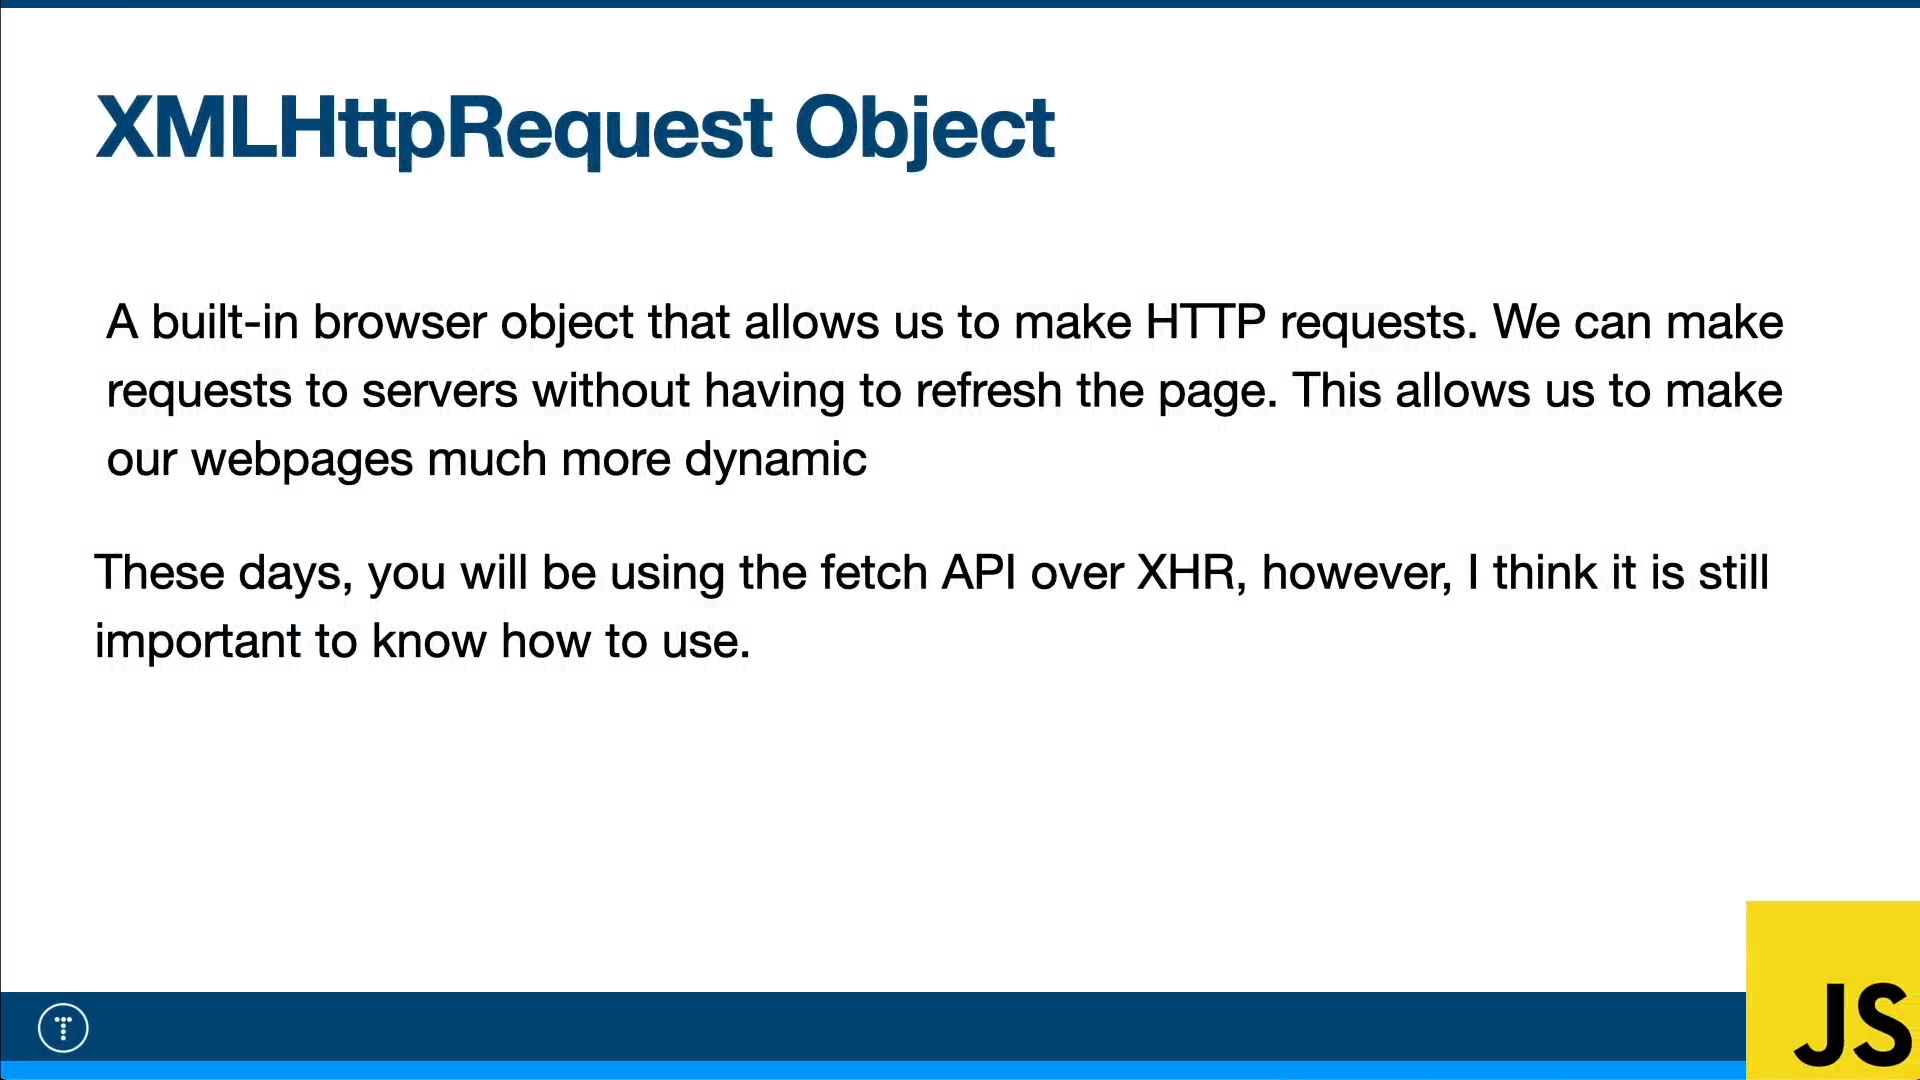 XMLHttpRequest Object
A built-in browser object that allows us to make HTTP requests. We can make
requests to servers without having to refresh the page. This allows us to make
our webpages much more dynamic
These days, you will be using the fetch API over XHR, however, I think it is still
important to know how to use.
JS